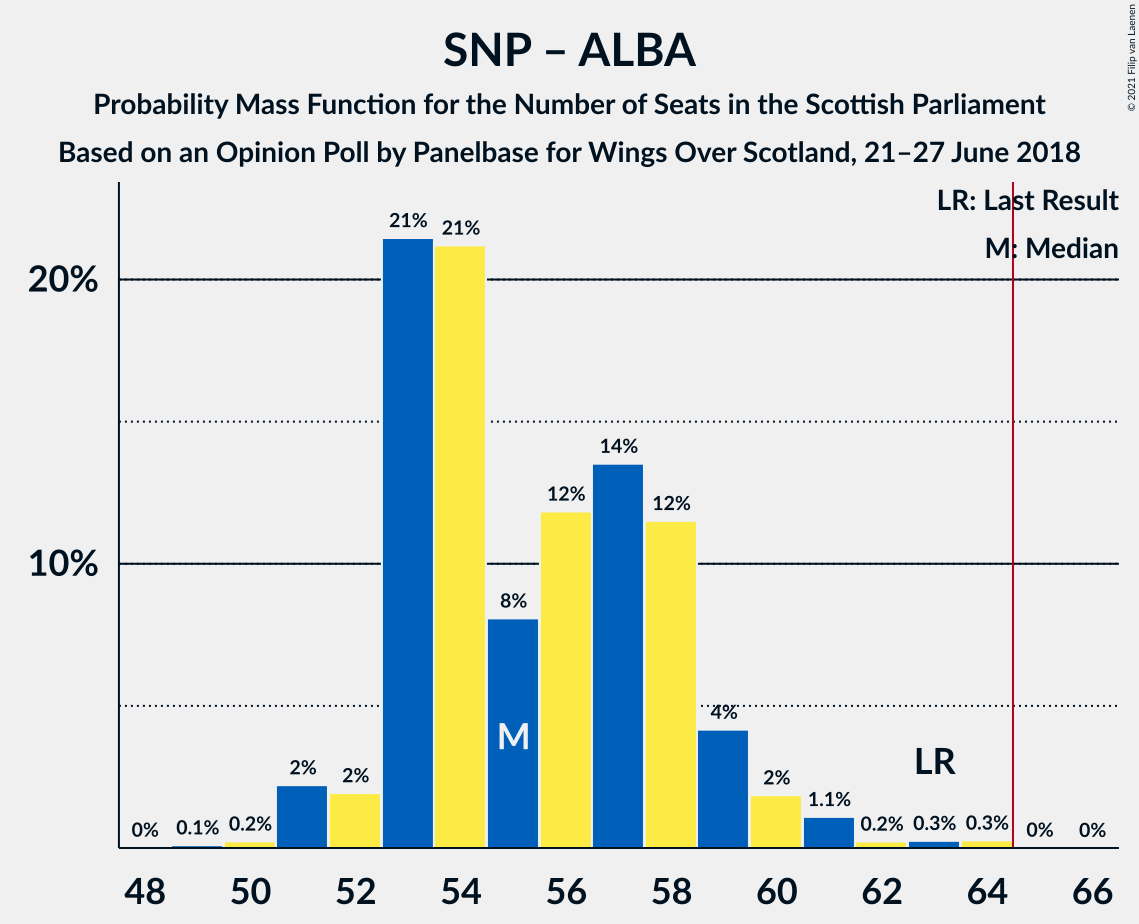 SNP – ALBA
Probability Mass Function for the Number of Seats in the Scottish Parliament
Based on an Opinion Poll by Panelbase for Wings Over Scotland, 21–27 June 2018
© 2021 Filip van Laenen
LR: Last Result
M: Median
20%
10%
0% 0.1% 0.2% 2% 2% 21% 21% 8% 12% 14% 12% 4% 2% 1.1% 0.2% 0.3% 0.3% 0% 0%
M
LR
48 50 52 54 56 58 60 62 64 66